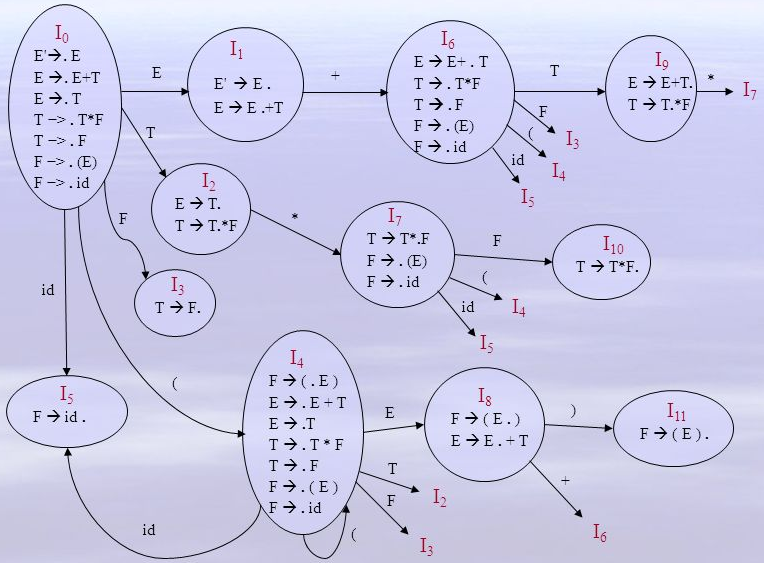 I0
E'→. E
E →. E+T
E →. T
T –>. T*F
T –>. F
F –>. (E)
F –>. id
E
I1
E' → E .
E → E .+T
+
I6
E → E+ . T
T → . T*F
T → . F
F → . (E)
F → . id
T
I9
E → E+T.
T → T.*F
*
I7
F
I3
(
I4
id
I5
T
I2
E → T.
T → T.*F
*
I7
T → T*.F
F → . (E)
F → . id
F
I10
T → T*F.
(
I4
id
I5
F
I3
T → F.
id
I5
F → id .
(
I4
F → ( . E )
E → . E + T
E → . T
T → . T * F
T → . F
F → . ( E )
F → . id
E
I8
F → ( E . )
E → E . + T
)
I11
F → ( E ) .
+
I6
T
I2
F
I3
(
id